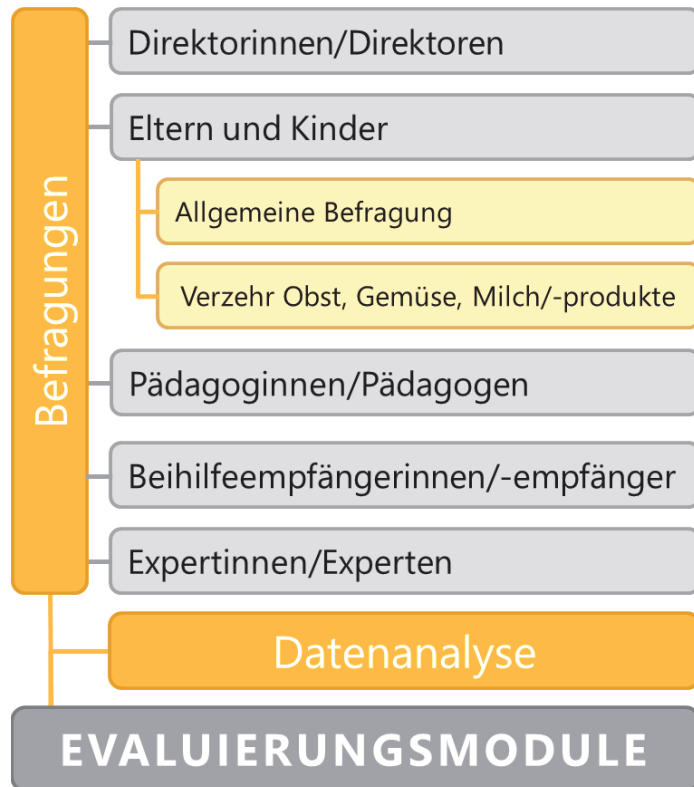 Befragungen
Direktorinnen/Direktoren
Eltern und Kinder
Allgemeine Befragung
Verzehr Obst, Gemüse, Milch/-produkte
Pädagoginnen/Pädagogen
Beihilfeempfängerinnen/-empfänger
Expertinnen/Experten
Datenanalyse
EVALUIERUNGSMODULE